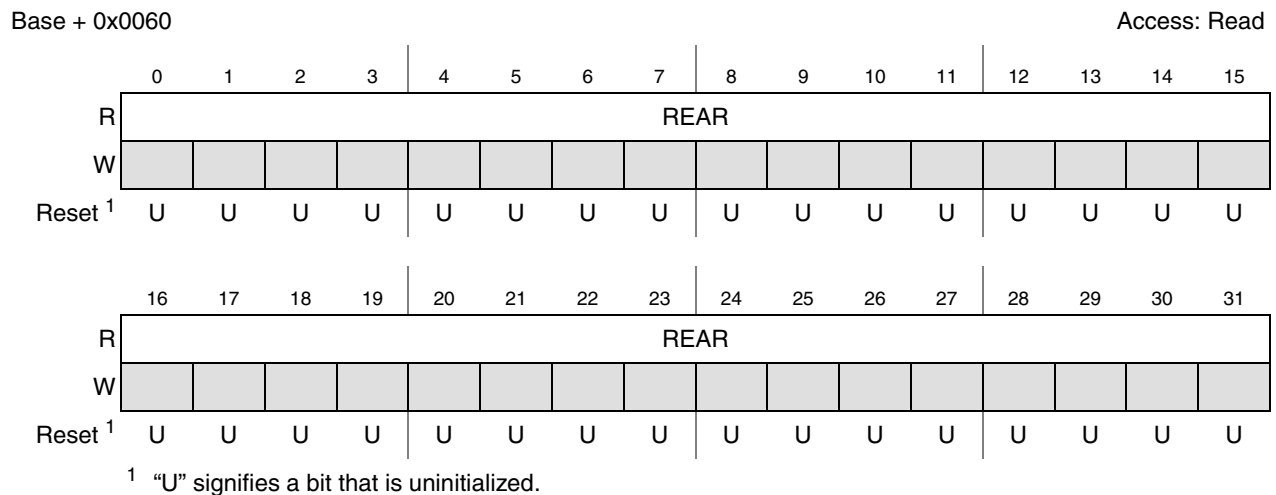 Base + 0x0060 Access: Read
0 1 2 3 4 5 6 7 8 9 10 11 12 13 14 15
R REAR
W
Reset 1 U U U U U U U U U U U U U U U U
16 17 18 19 20 21 22 23 24 25 26 27 28 29 30 31
R REAR
W
Reset 1 U U U U U U U U U U U U U U U U
1 “U” signifies a bit that is uninitialized.